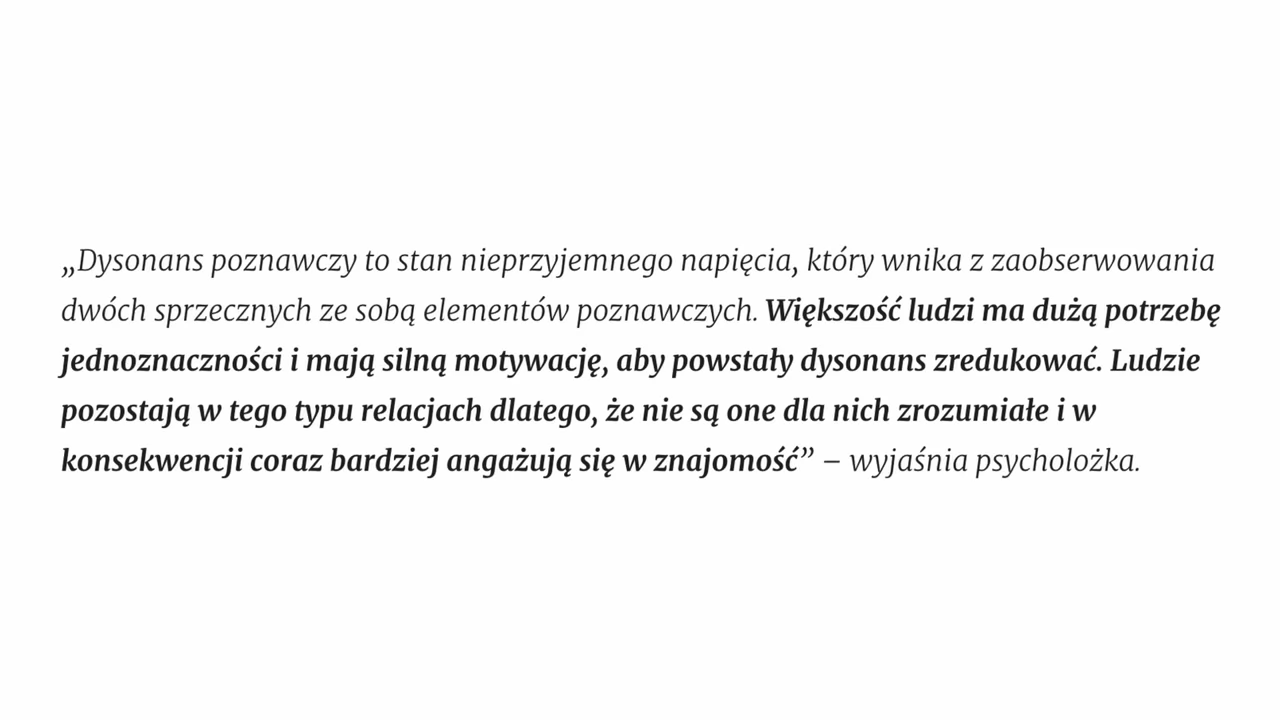 „Dysonans poznawczy to stan nieprzyjemnego napięcia, który wnika z zaobserwowania
dwóch sprzecznych ze sobą elementów poznawczych. Większość ludzi ma dużą potrzebę
jednoznaczności i mają silną motywację, aby powstały dysonans zredukować. Ludzie
pozostają w tego typu relacjach dlatego, że nie są one dla nich zrozumiałe i w
konsekwencji coraz bardziej angażują się w znajomość” – wyjaśnia psycholożka.